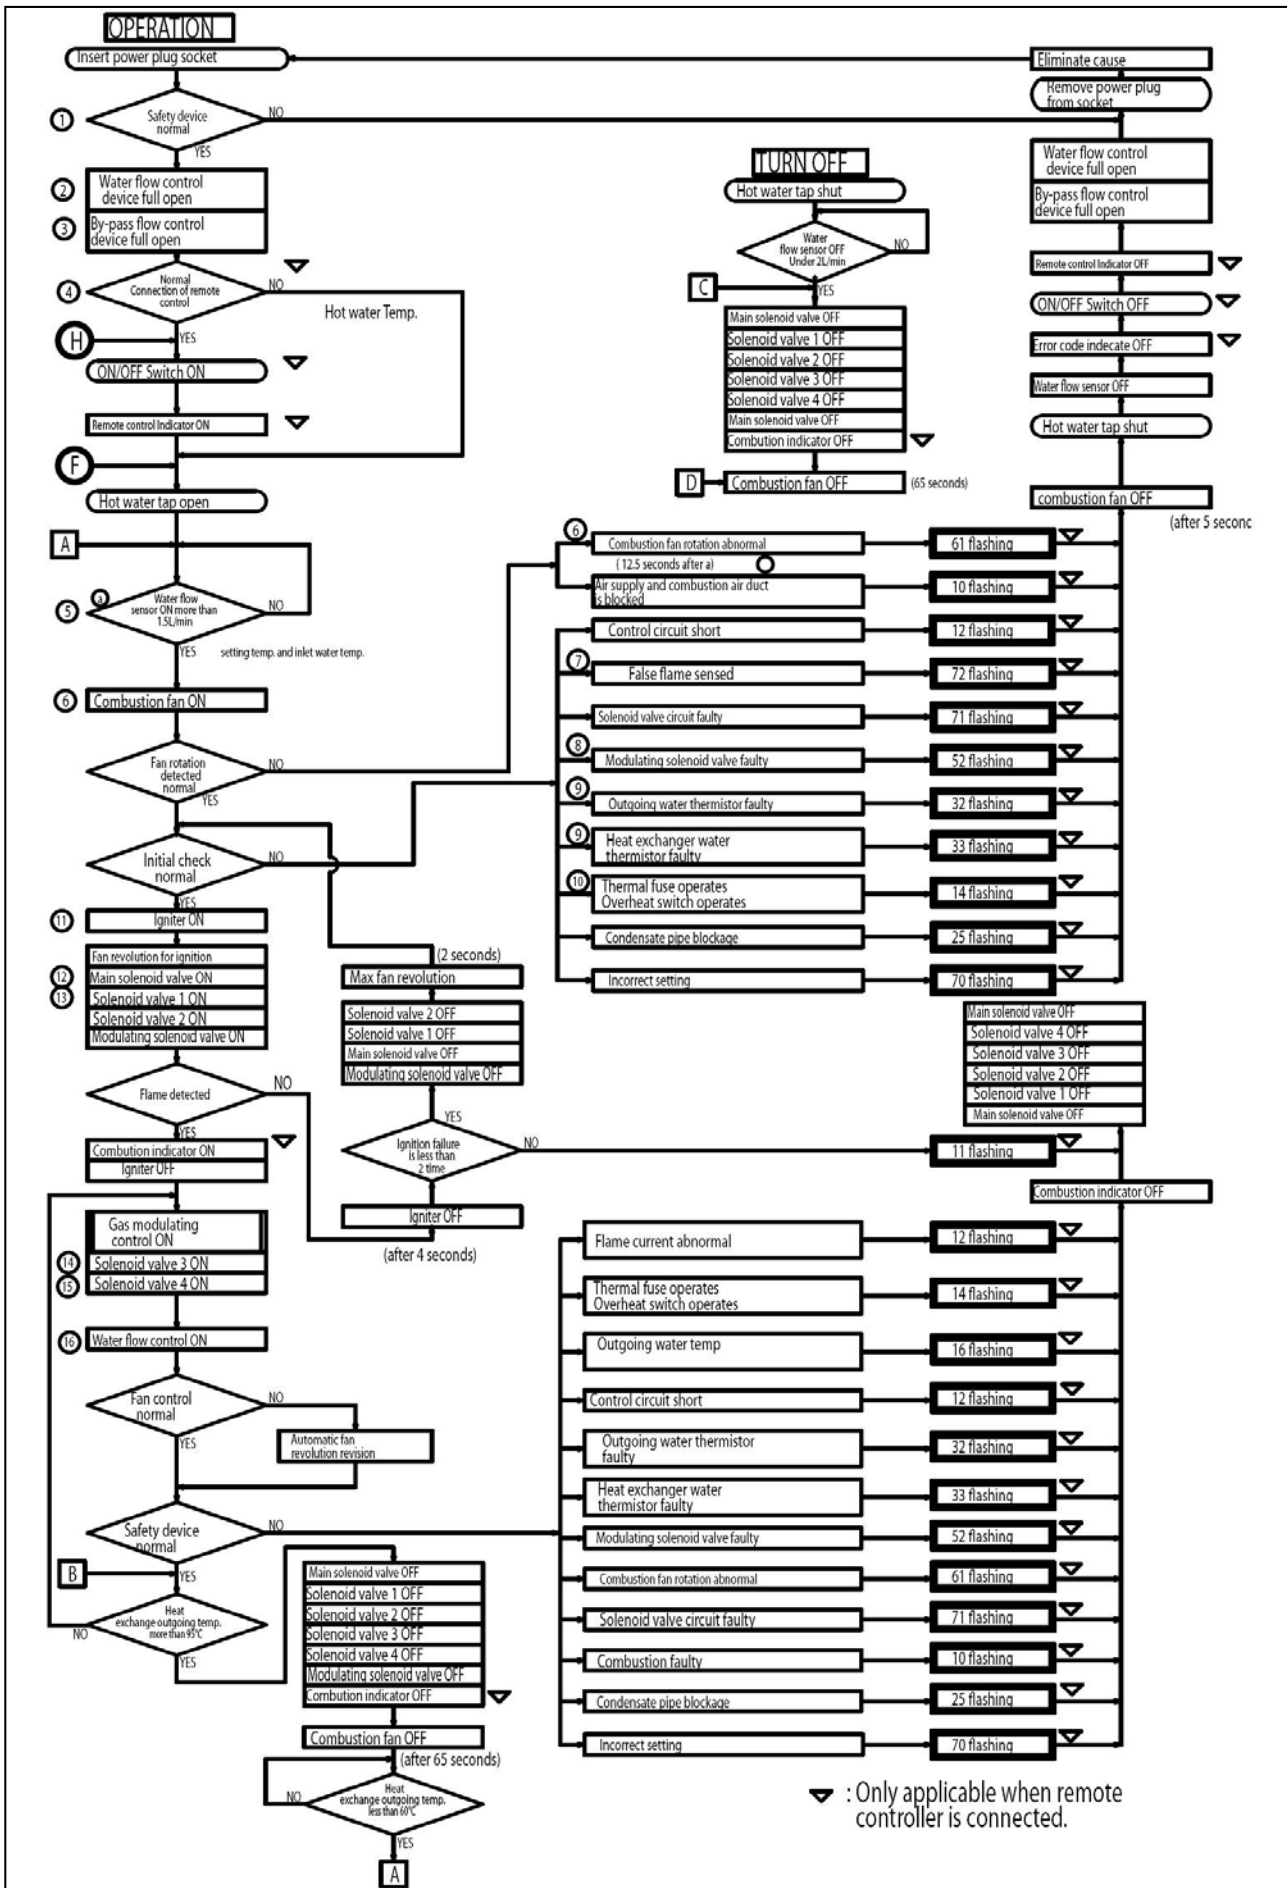 OPERATION
Insert power plug socket
1
Safety device
normal
NO
YES
2
Water flow control
device full open
3
By-pass flow control
device full open
4
Normal
Connection of remote
control
NO
Hot water Temp.
H
YES
ON/OFF Switch ON
Remote control Indicator ON
F
Hot water tap open
A
a
5
Water flow
sensor ON more than
1.5L/min
NO
YES
setting temp. and inlet water temp.
6
Combustion fan ON
Fan rotation
detected
normal
NO
YES
Initial check
normal
NO
YES
11
Igniter ON
Fan revolution for ignition
12
Main solenoid valve ON
13
Solenoid valve 1 ON
Solenoid valve 2 ON
Modulating solenoid valve ON
Flame detected
NO
YES
Combution indicator ON
Igniter OFF
Gas modulating
control ON
14
Solenoid valve 3 ON
15
Solenoid valve 4 ON
16
Water flow control ON
Fan control
normal
NO
YES
Automatic fan
revolution revision
Safety device
normal
NO
B
YES
Heat
exchange outgoing temp.
more than 95°C
NO
YES
(2 seconds)
Max fan revolution
Solenoid valve 2 OFF
Solenoid valve 1 OFF
Main solenoid valve OFF
Modulating solenoid valve OFF
YES
Ignition failure
is less than
2 time
NO
Igniter OFF
(after 4 seconds)
Main solenoid valve OFF
Solenoid valve 1 OFF
Solenoid valve 2 OFF
Solenoid valve 3 OFF
Solenoid valve 4 OFF
Modulating solenoid valve OFF
Combution indicator OFF
Combustion fan OFF
(after 65 seconds)
Heat
exchange outgoing temp.
less than 60°C
NO
YES
A
TURN OFF
Hot water tap shut
Water
flow sensor OFF
Under 2L/min
NO
C
YES
Main solenoid valve OFF
Solenoid valve 1 OFF
Solenoid valve 2 OFF
Solenoid valve 3 OFF
Solenoid valve 4 OFF
Main solenoid valve OFF
Combution indicator OFF
D
Combustion fan OFF
(65 seconds)
6
Combustion fan rotation abnormal
61 flashing
( 12.5 seconds after a)
Air supply and combustion air duct
is blocked
10 flashing
Control circuit short
12 flashing
7
False flame sensed
72 flashing
Solenoid valve circuit faulty
71 flashing
8
Modulating solenoid valve faulty
52 flashing
9
Outgoing water thermistor faulty
32 flashing
9
Heat exchanger water
thermistor faulty
33 flashing
10
Thermal fuse operates
Overheat switch operates
14 flashing
Condensate pipe blockage
25 flashing
Incorrect setting
70 flashing
11 flashing
Flame current abnormal
12 flashing
Thermal fuse operates
Overheat switch operates
14 flashing
Outgoing water temp
16 flashing
Control circuit short
12 flashing
Outgoing water thermistor
faulty
32 flashing
Heat exchanger water
thermistor faulty
33 flashing
Modulating solenoid valve faulty
52 flashing
Combustion fan rotation abnormal
61 flashing
Solenoid valve circuit faulty
71 flashing
Combustion faulty
10 flashing
Condensate pipe blockage
25 flashing
Incorrect setting
70 flashing
Eliminate cause
Remove power plug
from socket
Water flow control
device full open
By-pass flow control
device full open
Remote control Indicator OFF
ON/OFF Switch OFF
Error code indecate OFF
Water flow sensor OFF
Hot water tap shut
combustion fan OFF
(after 5 seconc
Main solenoid valve OFF
Solenoid valve 4 OFF
Solenoid valve 3 OFF
Solenoid valve 2 OFF
Solenoid valve 1 OFF
Main solenoid valve OFF
Combustion indicator OFF
: Only applicable when remote
controller is connected.